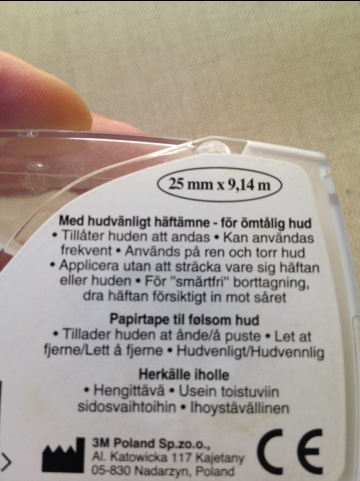 25 mm x 9,14 m
Med hudvänligt häftämne - för ömtålig hud
• Tillåter huden att andas • Kan användas
frekvent • Används på ren och torr hud
• Applicera utan att sträcka vare sig häftan
eller huden • För "smärtfri" borttagning,
dra häftan försiktigt in mot såret
Papirtape til følsom hud
• Tillader huden at ånde/å puste • Let at
fjerne/Lett å fjerne • Hudvenligt/Hudvennlig
Herkälle iholle
• Hengittävä • Usein toistuviin
sidosvaihtoihin • Ihoystävällinen
3M Poland Sp.zo.o.,
Al. Katowicka 117 Kajetany
05-830 Nadarzyn, Poland
CE